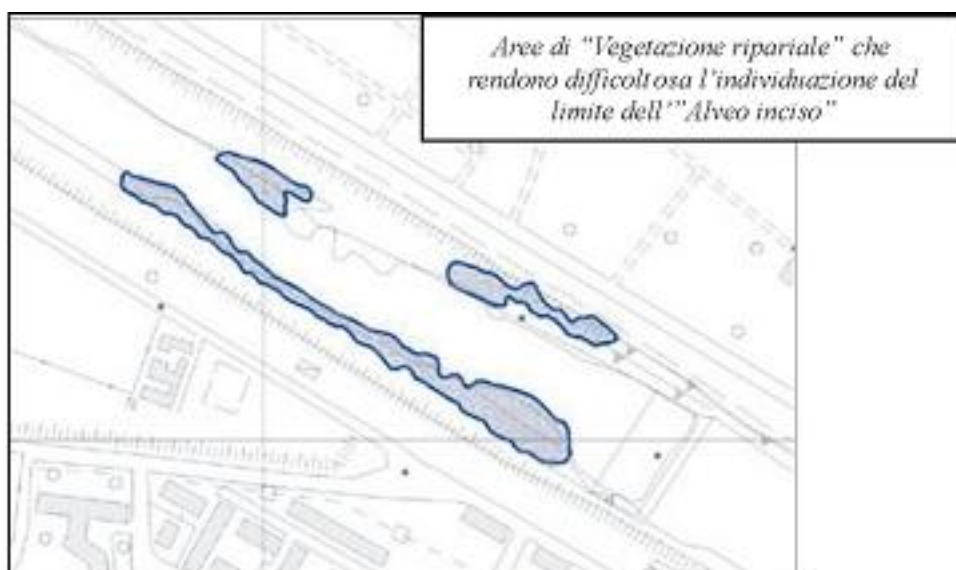 Aree di “Vegetazione ripariale” che
rendono difficoltosa l’individuazione del
limite dell’”Alveo inciso”